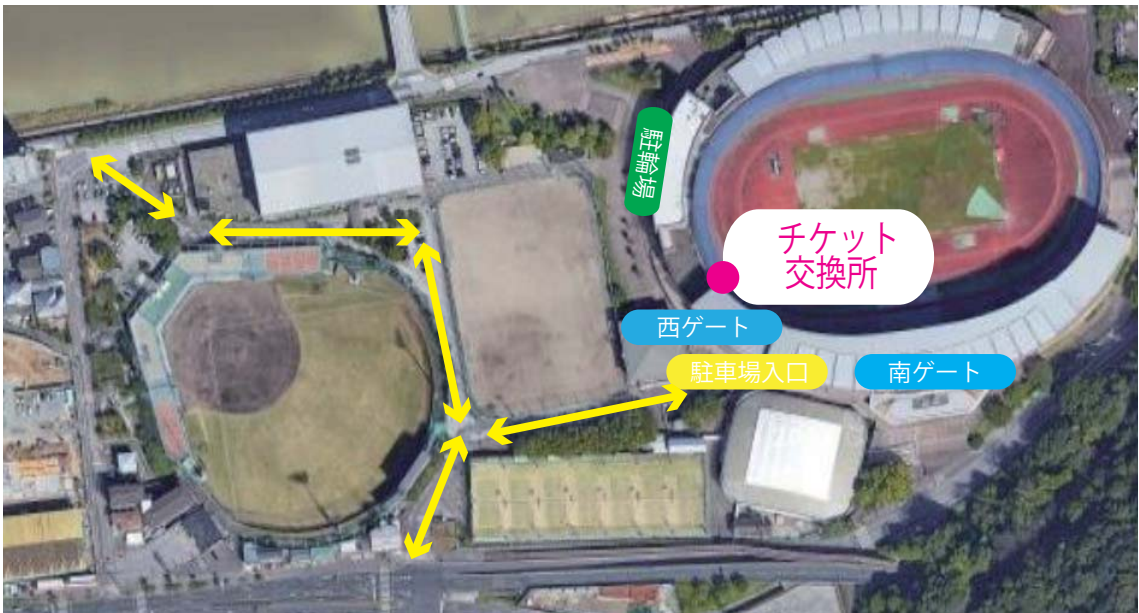 駐輪場
チケット
交換所
西ゲート
駐車場入口
南ゲート